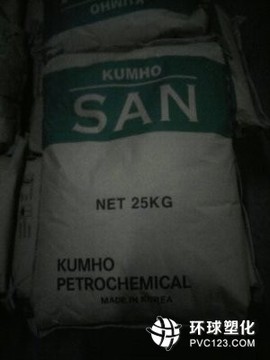 KUMHO
SAN
NET 25KG
KUMHO
PETROCHEMICAL
MADE IN KOREA
环球塑化
PVC123.COM